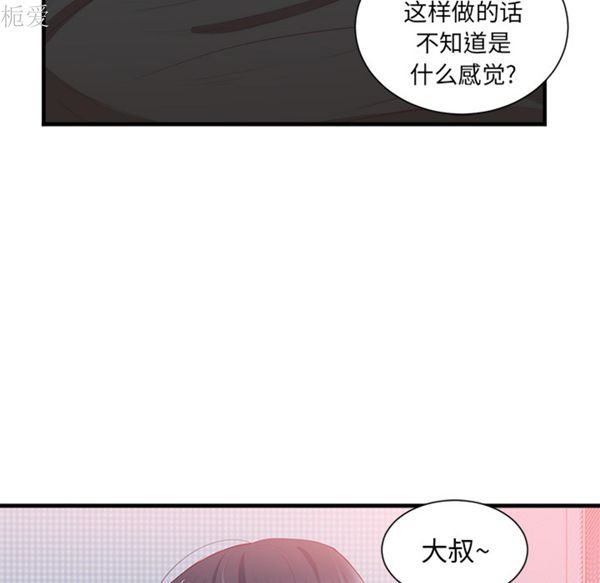 栀爱
这样做的话
不知道是
什么感觉?
大叔~